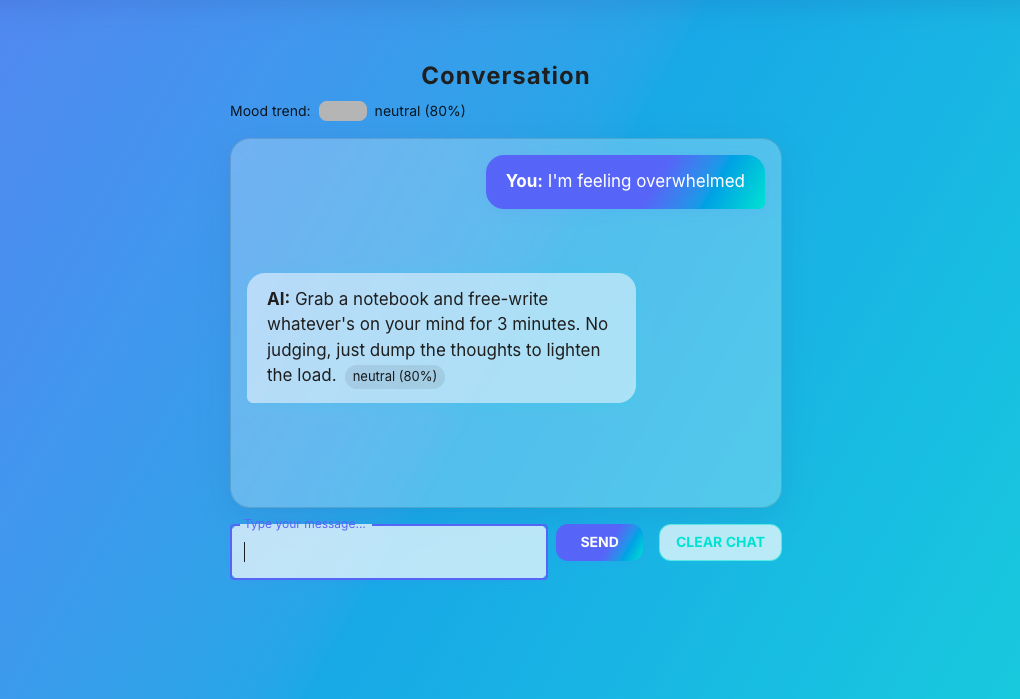 Conversation
Mood trend: neutral (80%)
You: I'm feeling overwhelmed
AI: Grab a notebook and free-write
whatever's on your mind for 3 minutes. No
judging, just dump the thoughts to lighten
the load. neutral (80%)
Type your message...
SEND
CLEAR CHAT